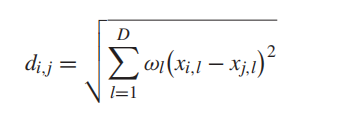 d_{i,j} = \sqrt{\sum_{l=1}^{D} \omega_l (x_{i,l} - x_{j,l})^2}